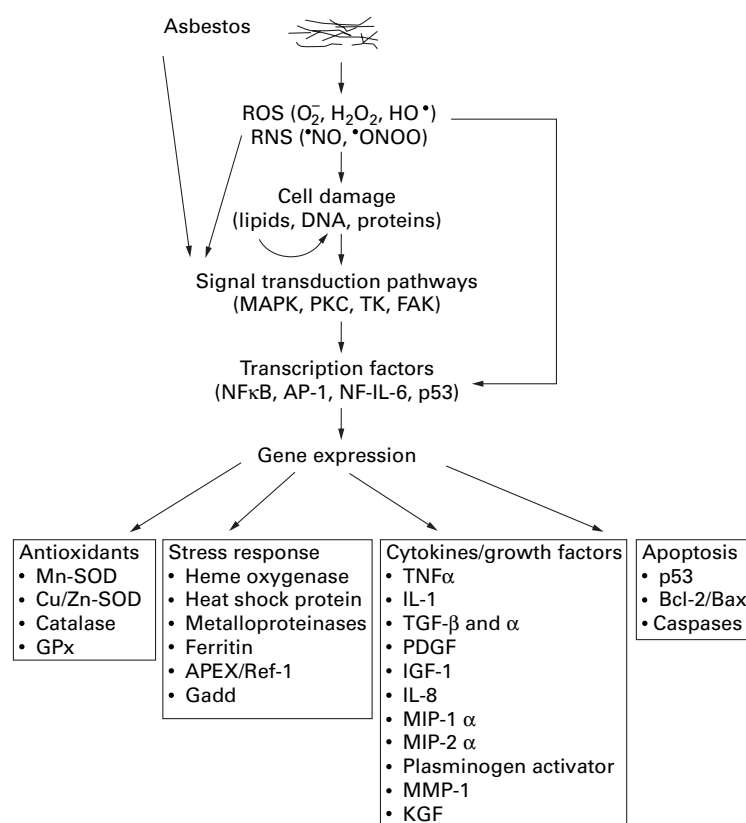 Asbestos
ROS (O₂⁻, H₂O₂, HO•)
RNS (•NO, •ONOO)
Cell damage
(lipids, DNA, proteins)
Signal transduction pathways
(MAPK, PKC, TK, FAK)
Transcription factors
(NFκB, AP-1, NF-IL-6, p53)
Gene expression
Antioxidants
• Mn-SOD
• Cu/Zn-SOD
• Catalase
• GPx
Stress response
• Heme oxygenase
• Heat shock protein
• Metalloproteinases
• Ferritin
• APEX/Ref-1
• Gadd
Cytokines/growth factors
• TNFα
• IL-1
• TGF-β and α
• PDGF
• IGF-1
• IL-8
• MIP-1 α
• MIP-2 α
• Plasminogen activator
• MMP-1
• KGF
Apoptosis
• p53
• Bcl-2/Bax
• Caspases